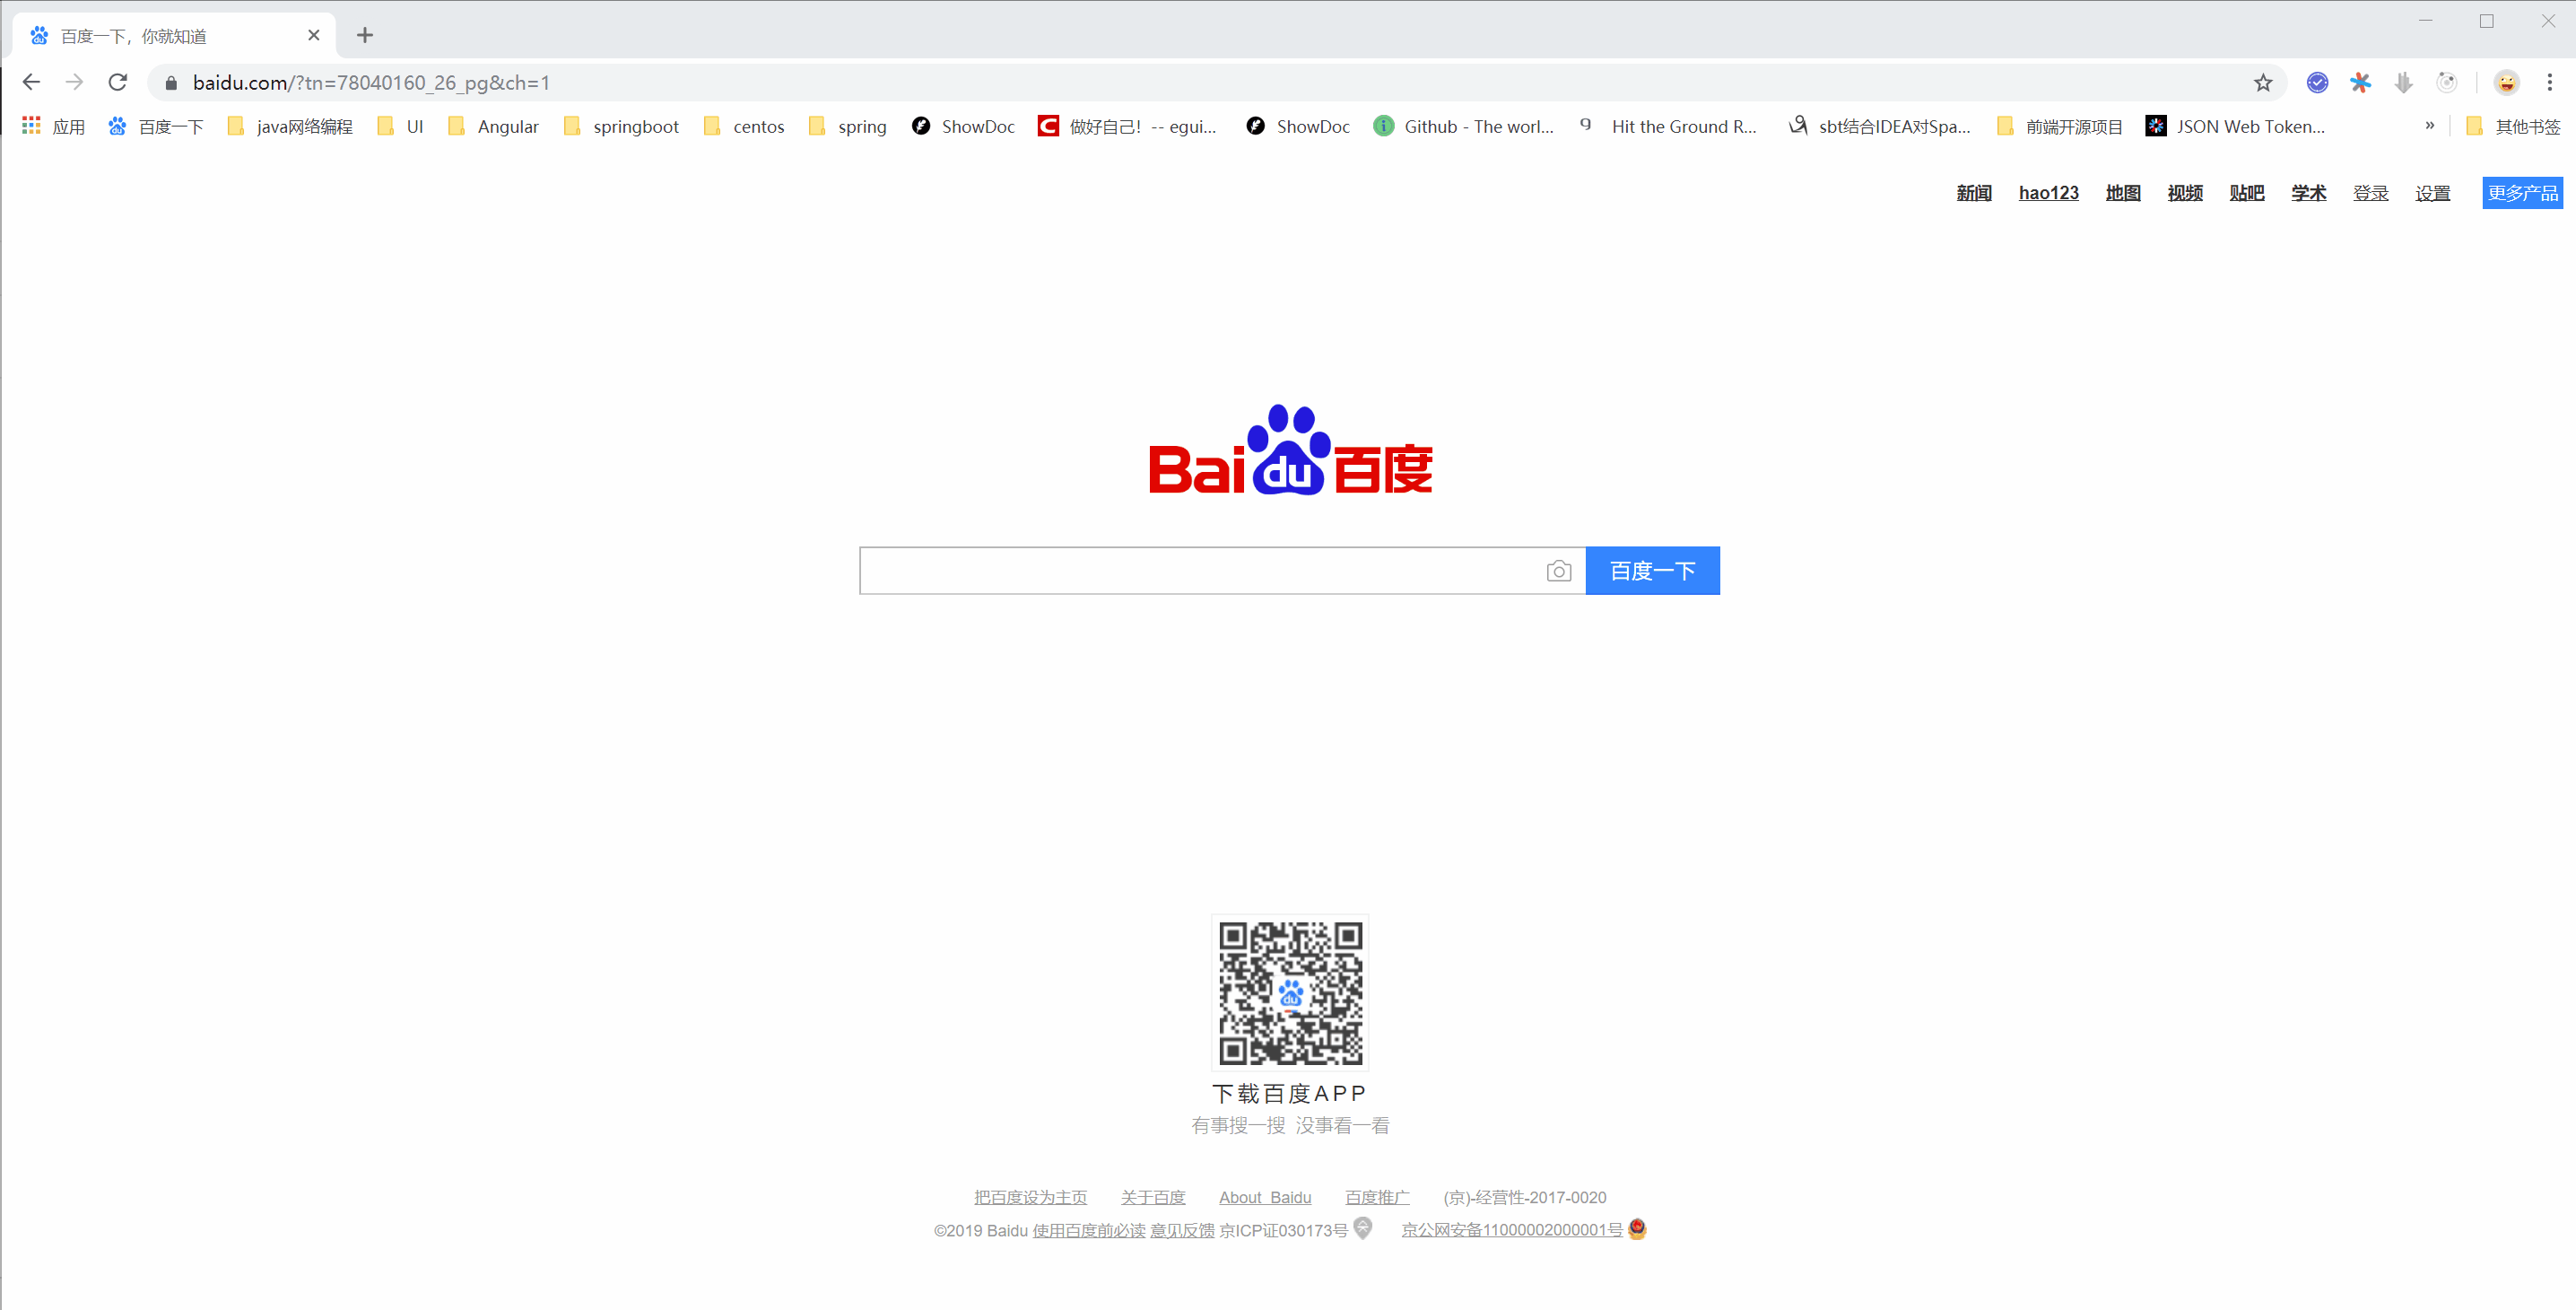 百度一下，你就知道
baidu.com/?tn=78040160_26_pg&ch=1
应用 百度一下 java网络编程 UI Angular springboot centos spring ShowDoc 做好自己！-- egui... ShowDoc Github - The worl... Hit the Ground R... sbt结合IDEA对Spa... 前端开源项目 JSON Web Token... » 其他书签
新闻 hao123 地图 视频 贴吧 学术 登录 设置 更多产品
Bai du 百度
百度一下
du
下载百度APP
有事搜一搜 没事看一看
把百度设为主页 关于百度 About Baidu 百度推广 (京)-经营性-2017-0020
©2019 Baidu 使用百度前必读 意见反馈 京ICP证030173号 京公网安备11000002000001号